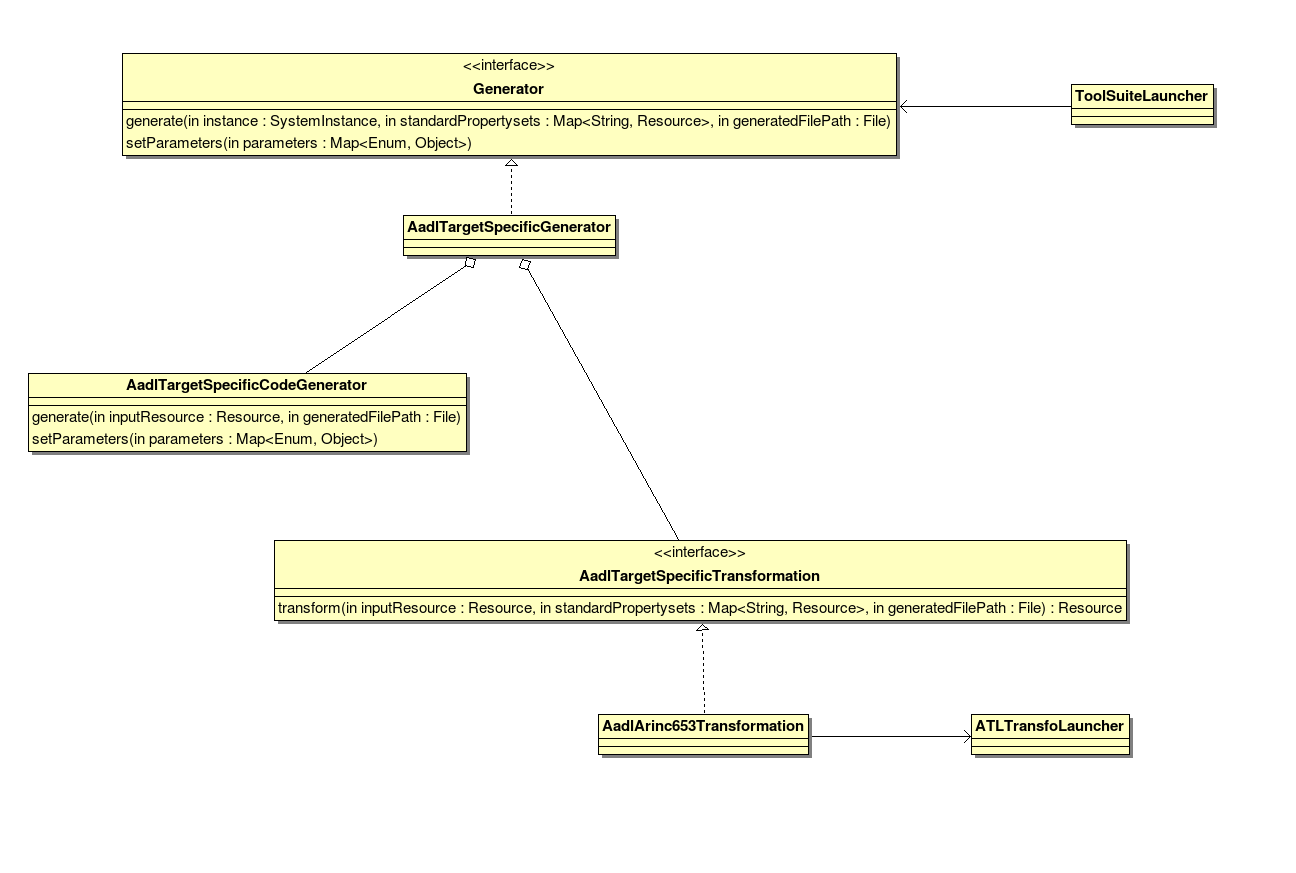 <<interface>>
Generator
generate(in instance : SystemInstance, in standardPropertysets : Map<String, Resource>, in generatedFilePath : File)
setParameters(in parameters : Map<Enum, Object>)
ToolSuiteLauncher
AadlTargetSpecificGenerator
AadlTargetSpecificCodeGenerator
generate(in inputResource : Resource, in generatedFilePath : File)
setParameters(in parameters : Map<Enum, Object>)
<<interface>>
AadlTargetSpecificTransformation
transform(in inputResource : Resource, in standardPropertysets : Map<String, Resource>, in generatedFilePath : File) : Resource
AadlArinc653Transformation
ATLTransfoLauncher